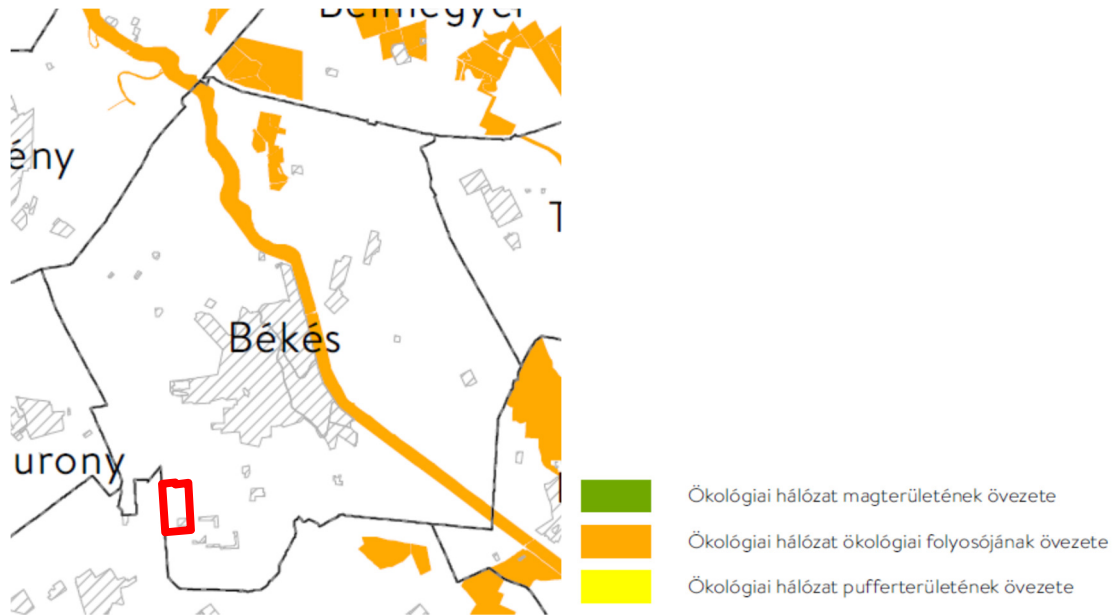 ény
Békés
urony
Ökológiai hálózat magterületének övezete
Ökológiai hálózat ökológiai folyosójának övezete
Ökológiai hálózat pufferterületének övezete